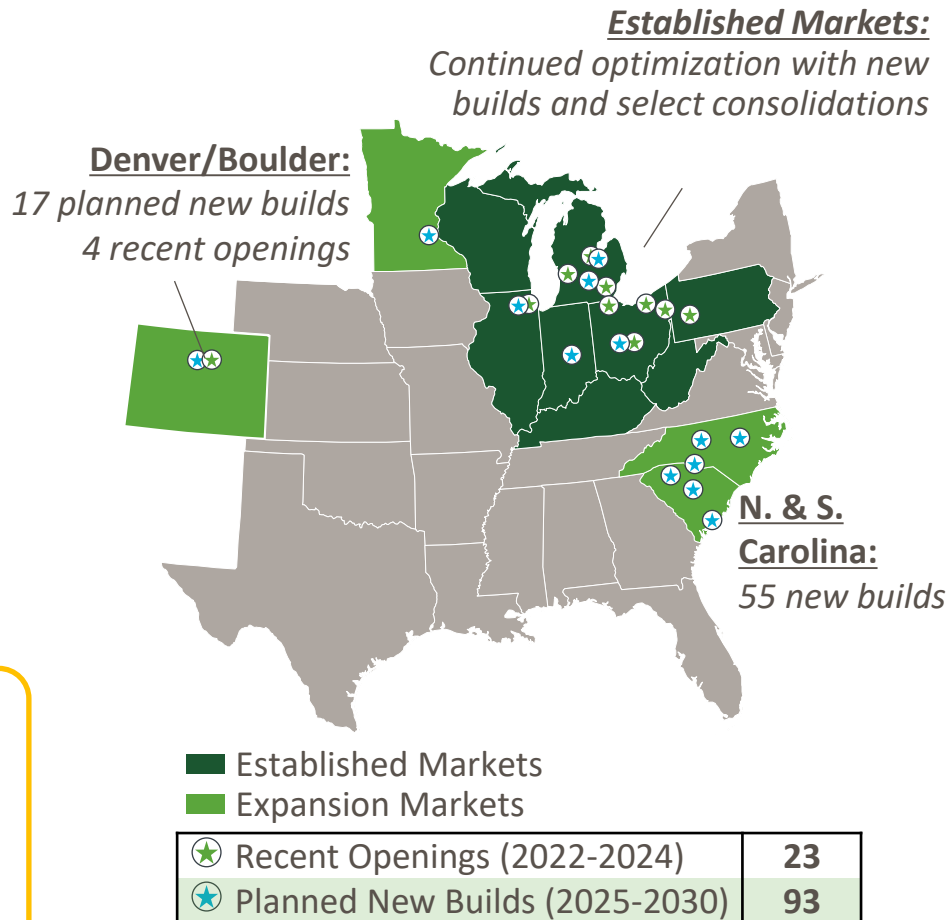 Established Markets:
Continued optimization with new
builds and select consolidations
Denver/Boulder:
17 planned new builds
4 recent openings
N. & S.
Carolina:
55 new builds
Established Markets
Expansion Markets
Recent Openings (2022-2024) 23
Planned New Builds (2025-2030) 93